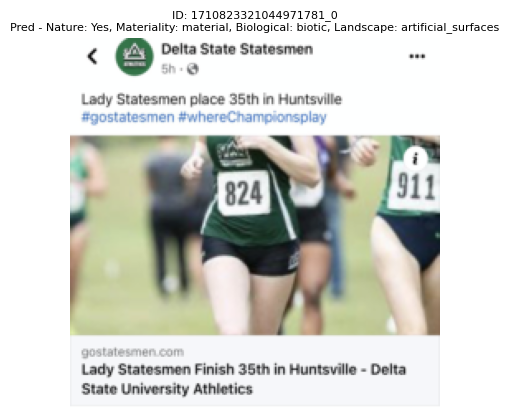 ID: 1710823321044971781_0
Pred - Nature: Yes, Materiality: material, Biological: biotic, Landscape: artificial_surfaces
Delta State Statesmen
5h ·
Lady Statesmen place 35th in Huntsville
#gostatesmen #whereChampionsplay
824
911
i
gostatesmen.com
Lady Statesmen Finish 35th in Huntsville - Delta
State University Athletics